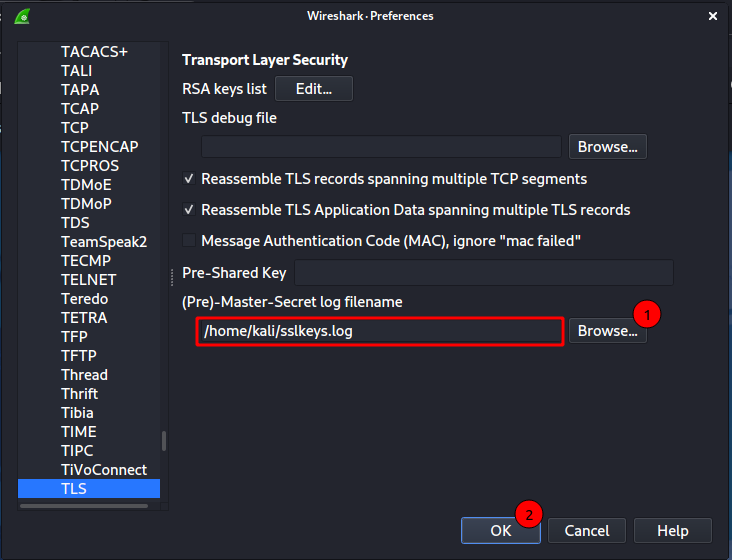 Wireshark · Preferences
TACACS+
TALI
TAPA
TCAP
TCP
TCPENCAP
TCPROS
TDMoE
TDMoP
TDS
TeamSpeak2
TECMP
TELNET
Teredo
TETRA
TFP
TFTP
Thread
Thrift
Tibia
TIME
TIPC
TiVoConnect
TLS
Transport Layer Security
RSA keys list Edit...
TLS debug file
Browse...
Reassemble TLS records spanning multiple TCP segments
Reassemble TLS Application Data spanning multiple TLS records
Message Authentication Code (MAC), ignore "mac failed"
Pre-Shared Key
(Pre)-Master-Secret log filename
1
/home/kali/sslkeys.log Browse...
2
OK Cancel Help